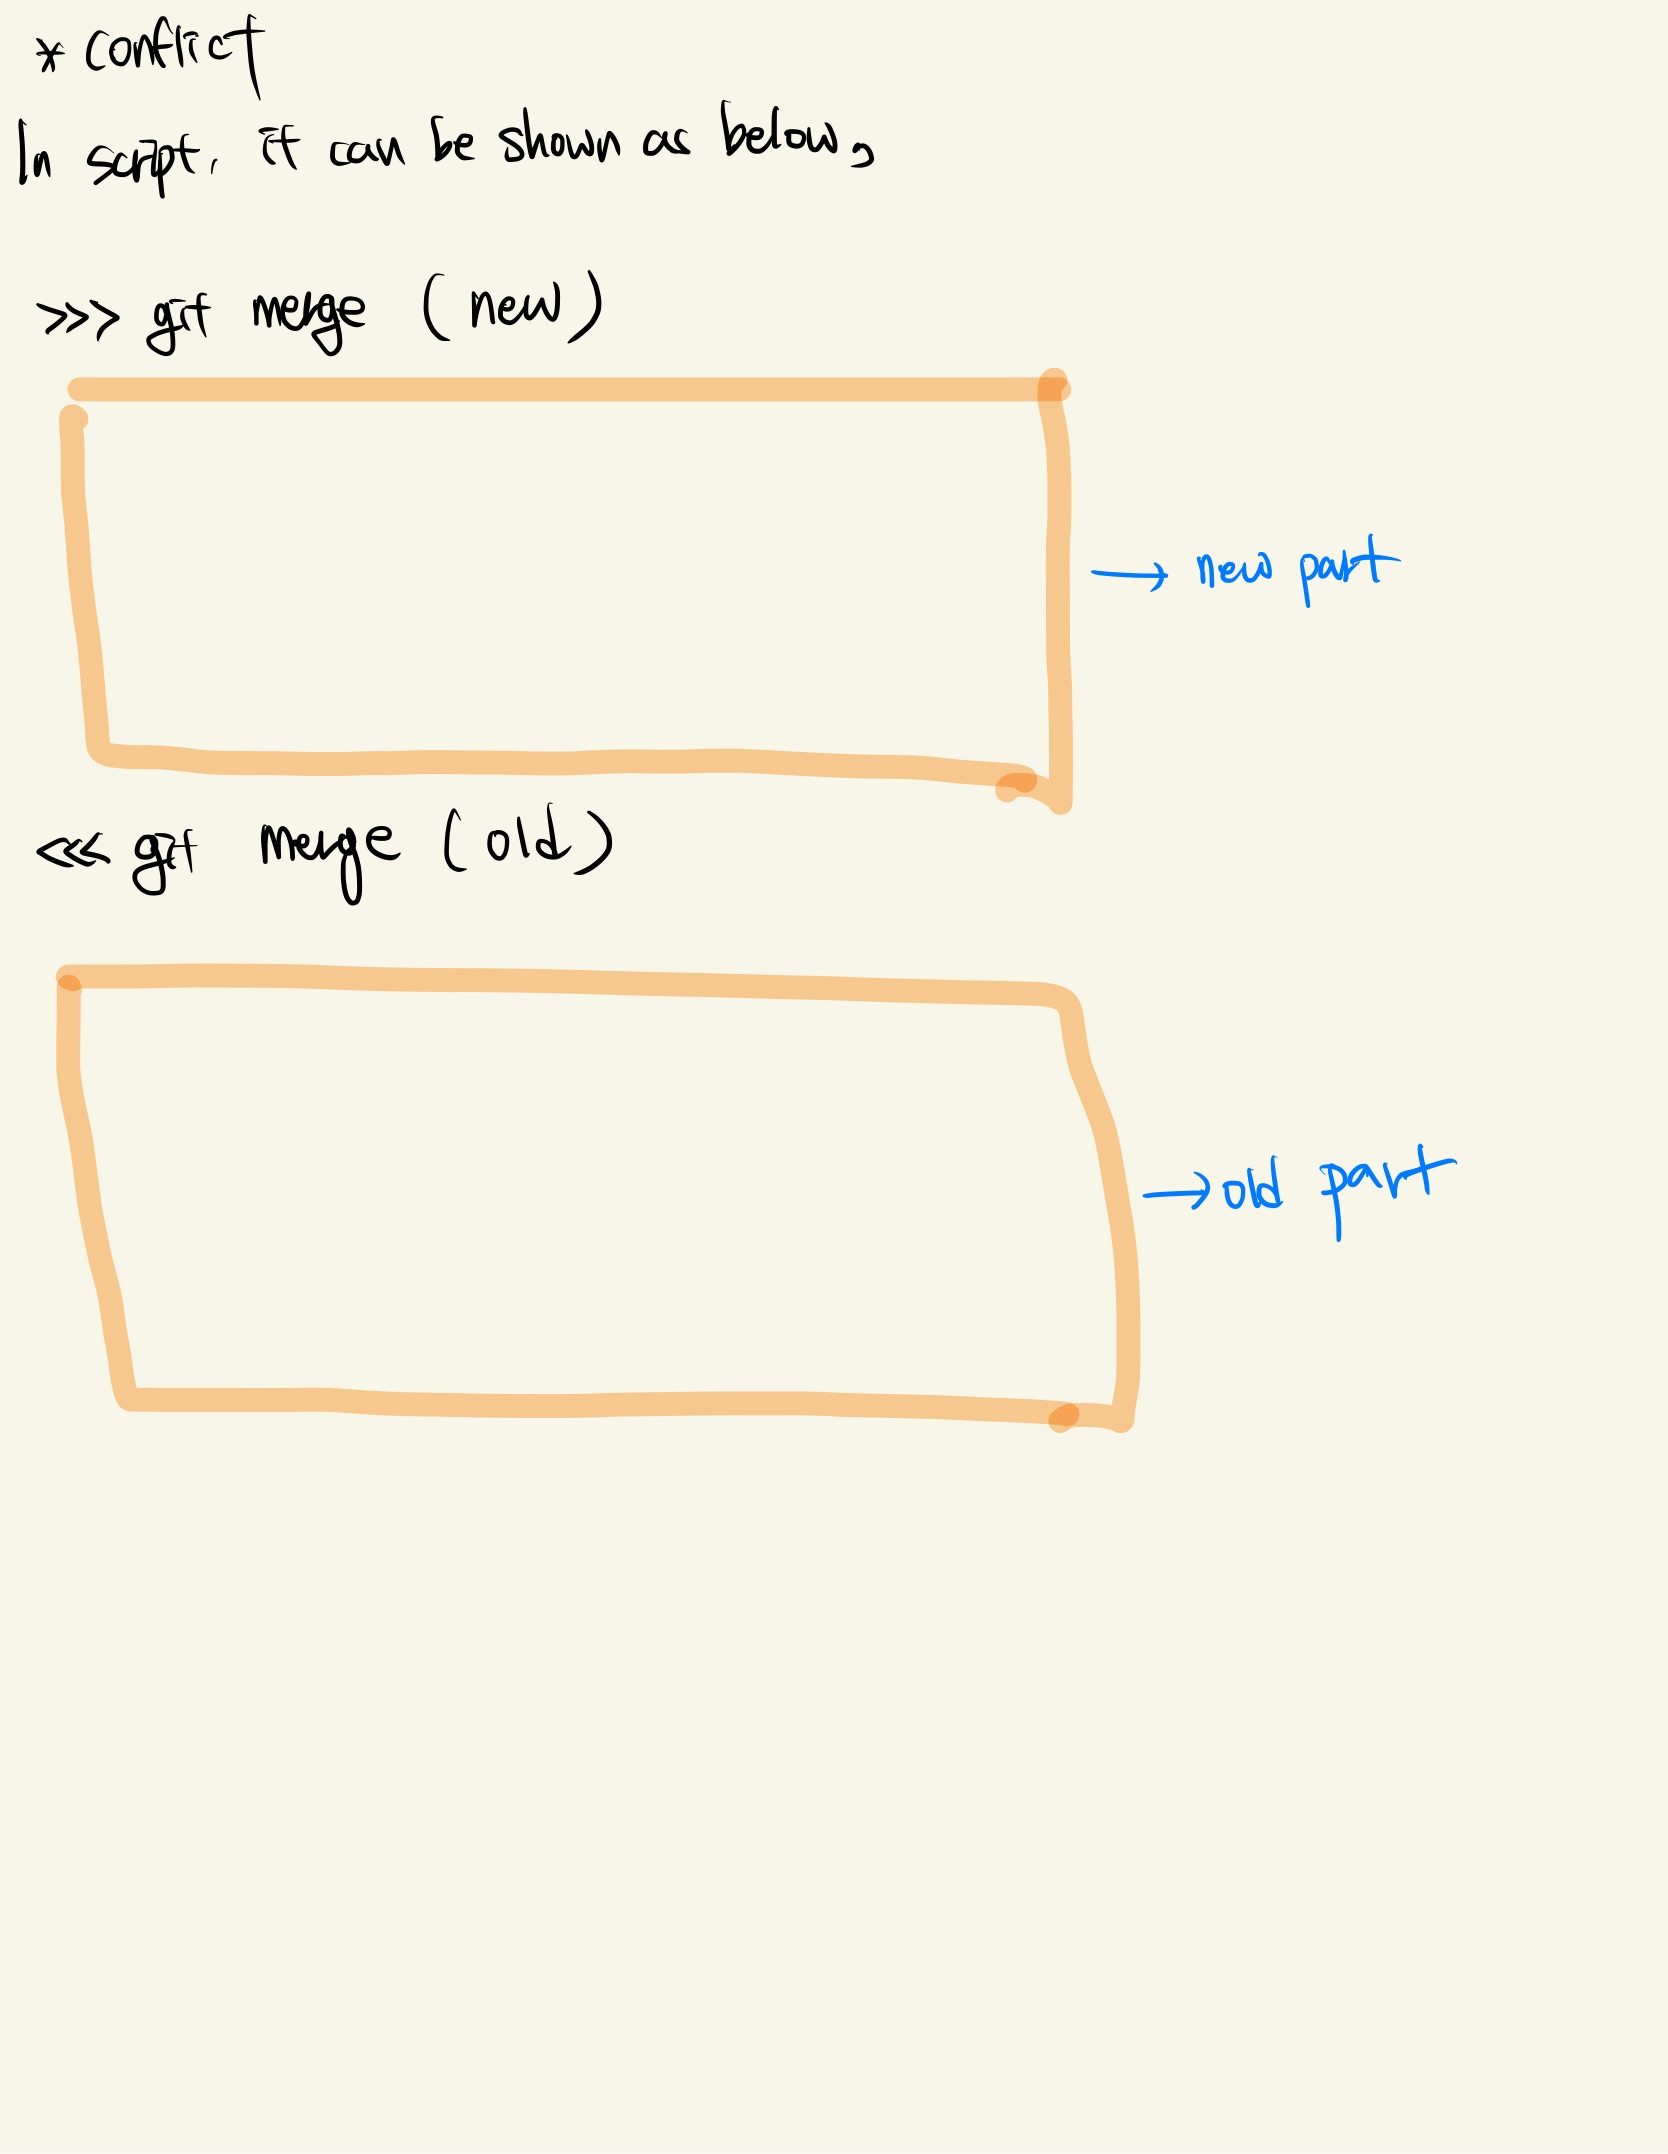 * conflict
In script, it can be shown as below,
>>> git merge (new)
→ new part
<<< git merge (old)
→ old part